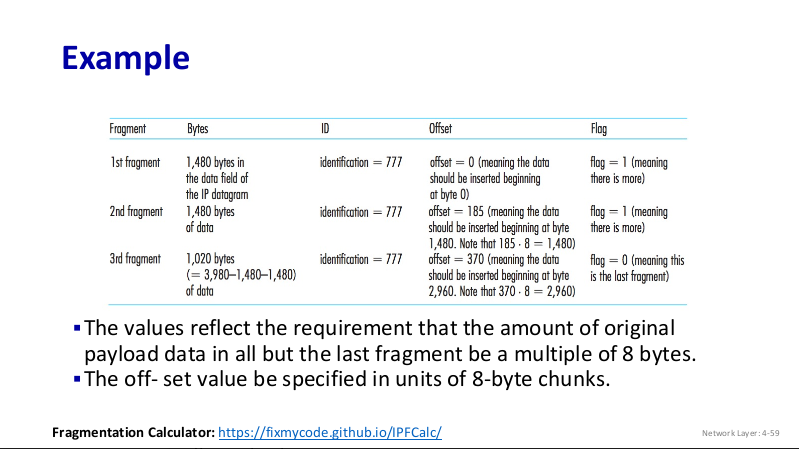 Example
Fragment Bytes ID Offset Flag
1st fragment 1,480 bytes in identification = 777 offset = 0 (meaning the data flag = 1 (meaning
the data field of should be inserted beginning there is more)
the IP datagram at byte 0)
2nd fragment 1,480 bytes identification = 777 offset = 185 (meaning the data flag = 1 (meaning
of data should be inserted beginning at byte there is more)
1,480. Note that 185 · 8 = 1,480)
3rd fragment 1,020 bytes identification = 777 offset = 370 (meaning the data flag = 0 (meaning this
(= 3,980–1,480–1,480) should be inserted beginning at byte is the last fragment)
of data 2,960. Note that 370 · 8 = 2,960)
▪The values reflect the requirement that the amount of original
payload data in all but the last fragment be a multiple of 8 bytes.
▪The off- set value be specified in units of 8-byte chunks.
Fragmentation Calculator: https://fixmycode.github.io/IPFCalc/
Network Layer: 4-59